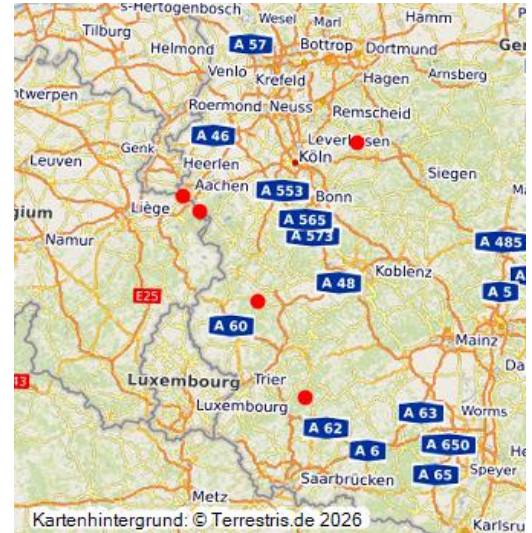 's-Hertogenbosch
Wesel
Marl
Hamm
Tilburg
A 57
Bottrop
Dortmund
Helmond
Venlo
Krefeld
Hagen
Arnsberg
ntwerpen
Roermond
Neuss
Remscheid
A 46
Genk
Leverkusen
Leuven
Heerlen
Köln
Aachen
A 553
Siegen
Liège
Bonn
gium
A 565
A 573
A 485
Namur
Koblenz
A 48
A 5
E25
A 60
Mainz
Luxembourg
Trier
Luxembourg
A 63
Worms
A 62
A 6
A 650
Saarbrücken
A 65
Speyer
Metz
Kartenhintergrund: © Terrestris.de 2026
Karlsru